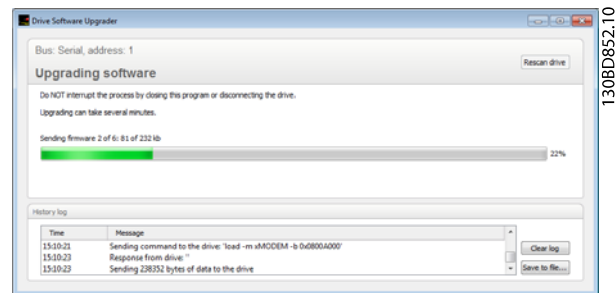 Drive Software Upgrader
Bus: Serial, address: 1
Upgrading software
Rescan drive
Do NOT interrupt the process by closing this program or disconnecting the drive.
Upgrading can take several minutes.
Sending firmware 2 of 6: 81 of 232 kb
22%
History log
Time Message
15:10:21 Sending command to the drive: 'load -m xMODEM -b 0x0800A000'
15:10:23 Response from drive: ''
15:10:23 Sending 238352 bytes of data to the drive
Clear log
Save to file...
130BD852.10